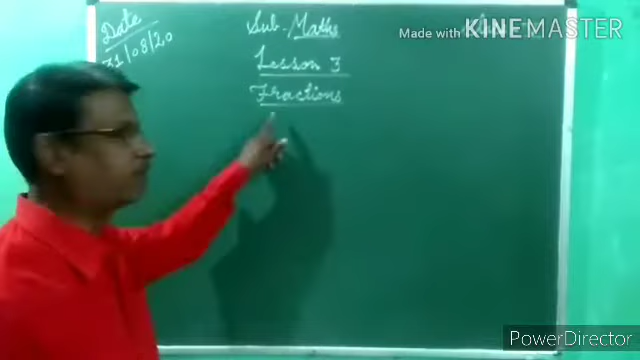 Date
31/08/20
Sub- Maths
Lesson 3
Fractions
Made with KINEMASTER
PowerDirector